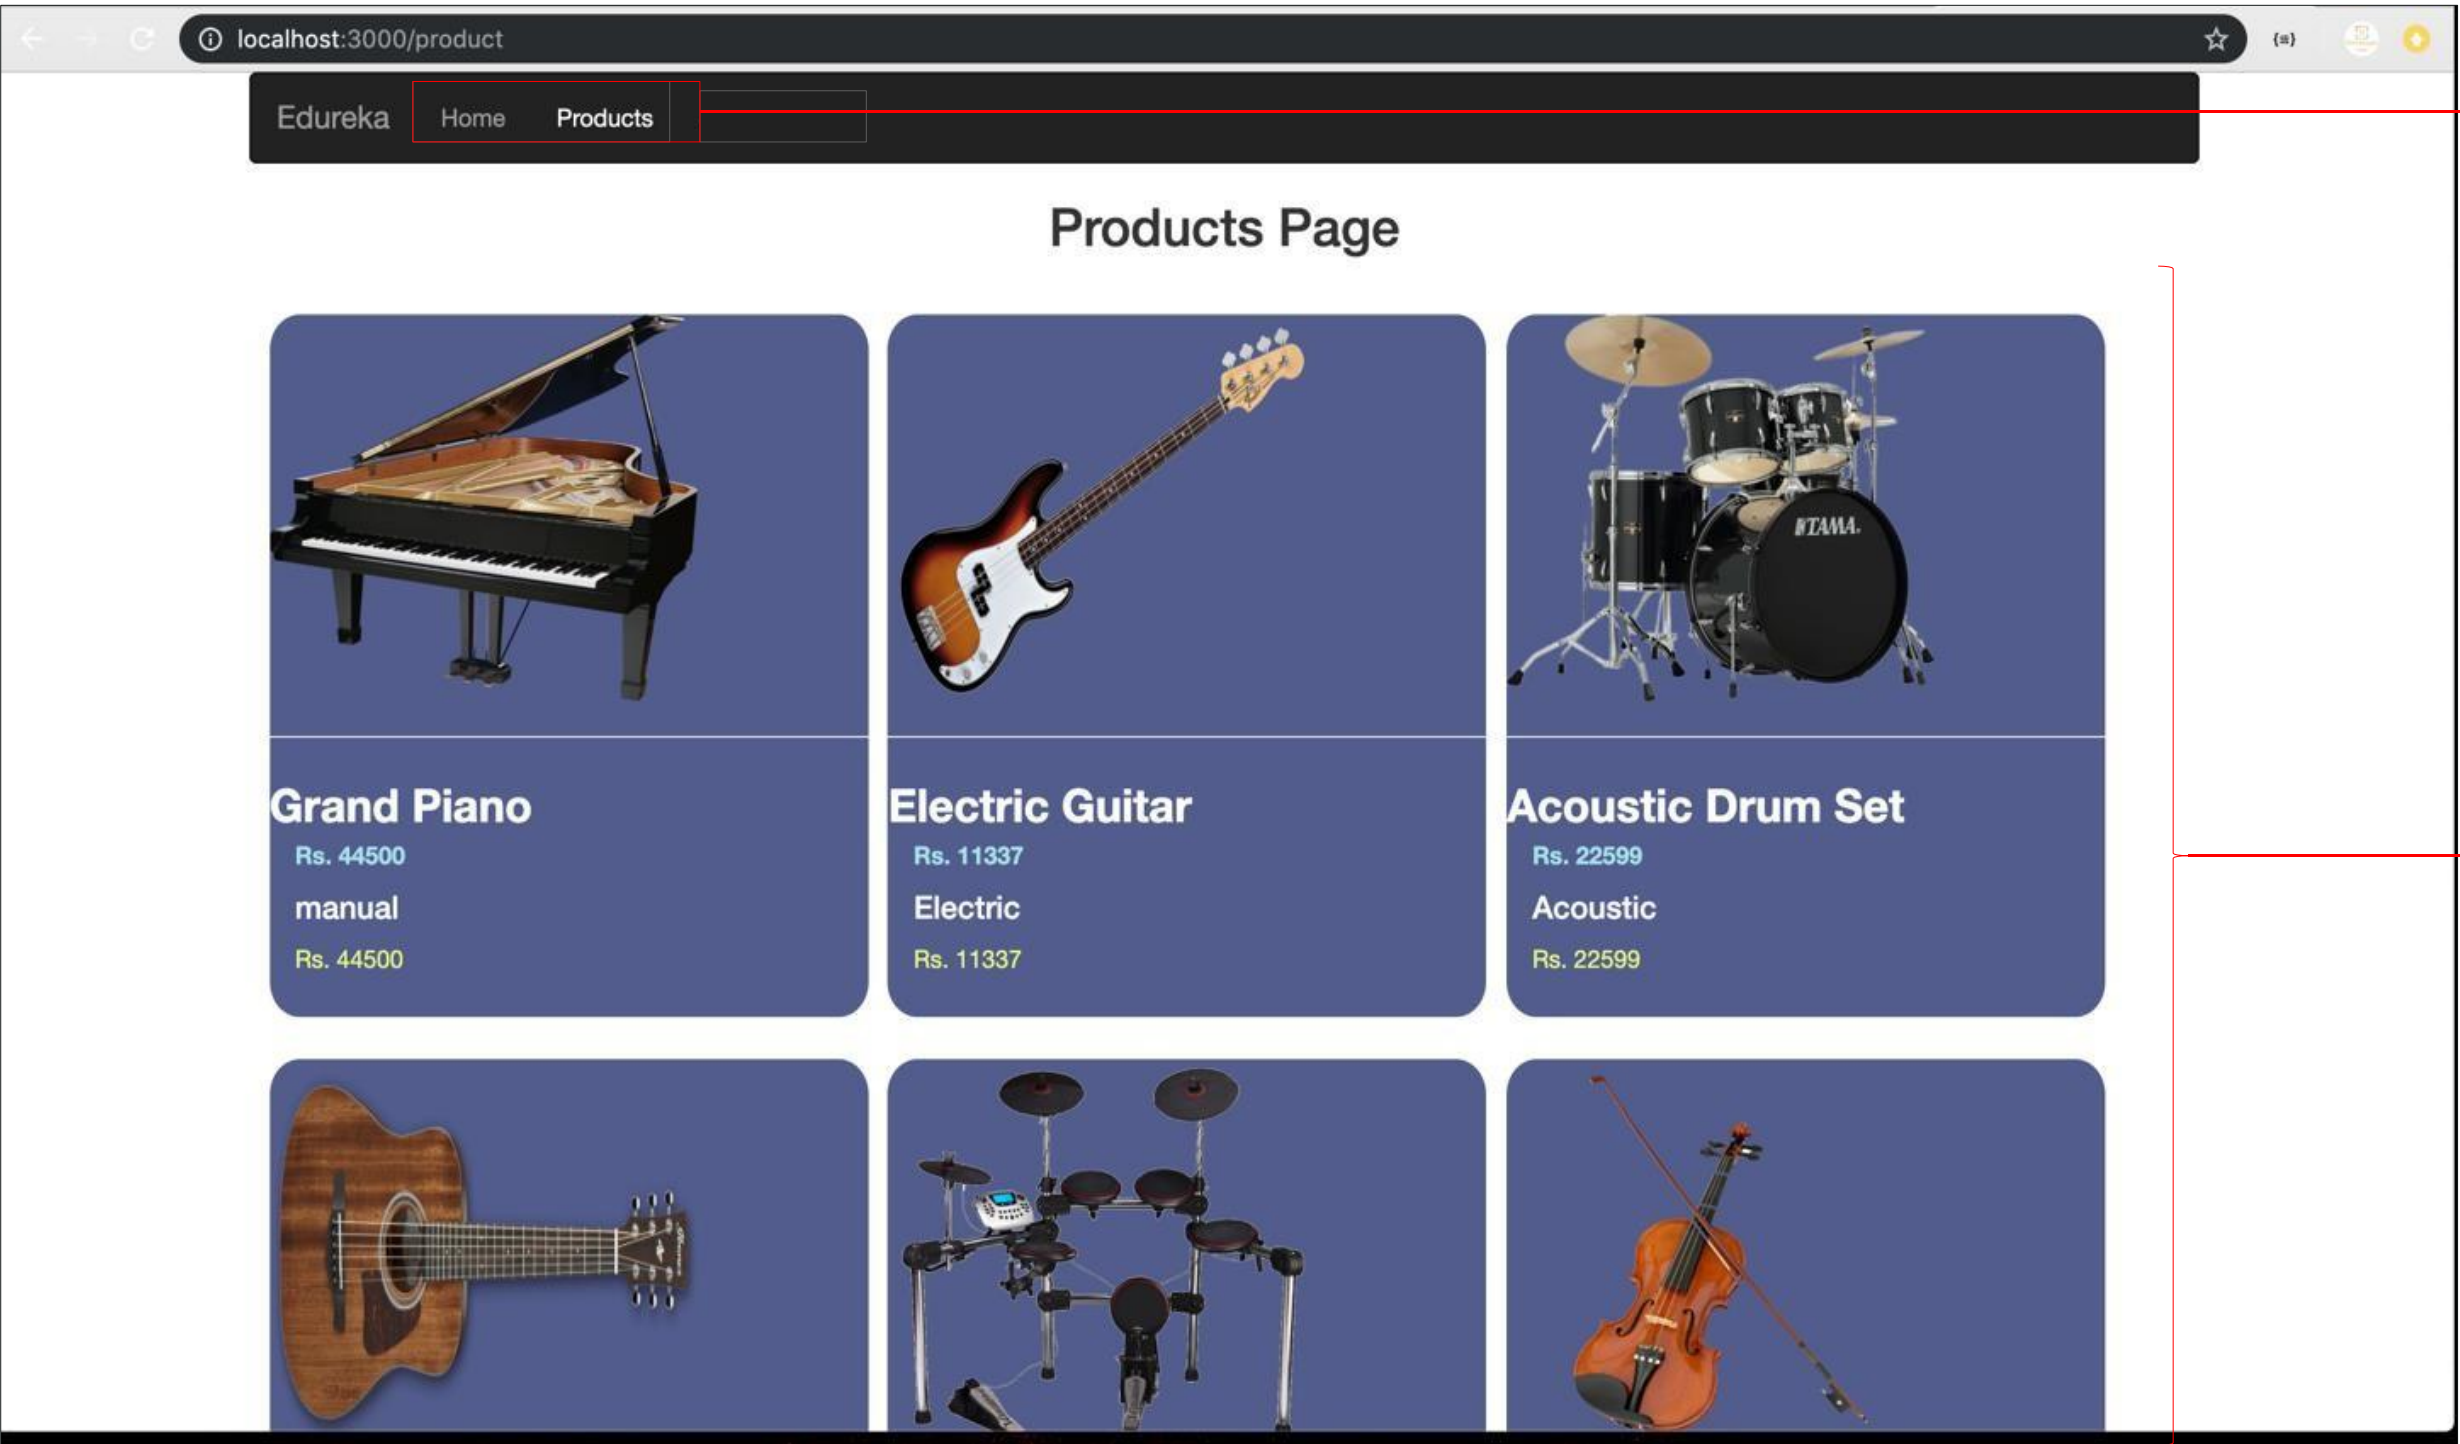 localhost:3000/product
Edureka Home Products
Products Page
TAMA
Grand Piano
Rs. 44500
manual
Rs. 44500
Electric Guitar
Rs. 11337
Electric
Rs. 11337
Acoustic Drum Set
Rs. 22599
Acoustic
Rs. 22599